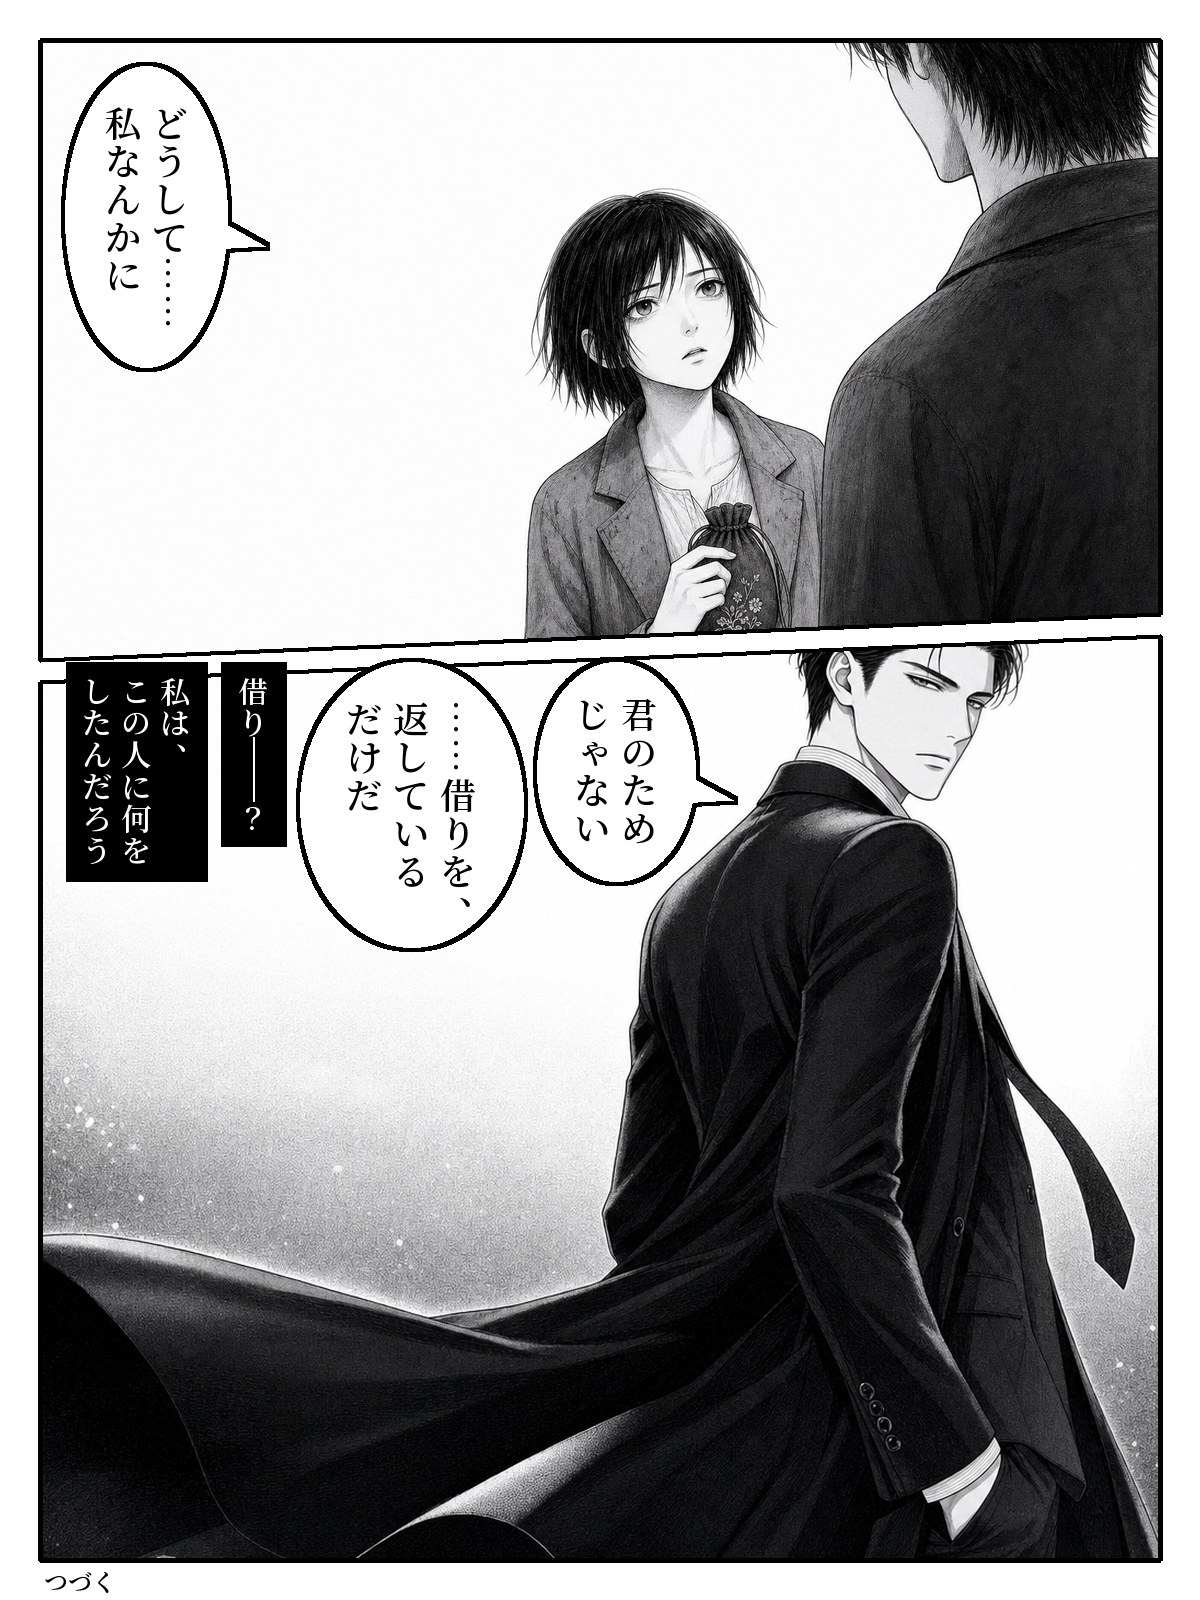 どうして……
私なんかに
君のため
じゃない
……借りを、
返している
だけだ
借り――？
私は、
この人に何を
したんだろう
つづく